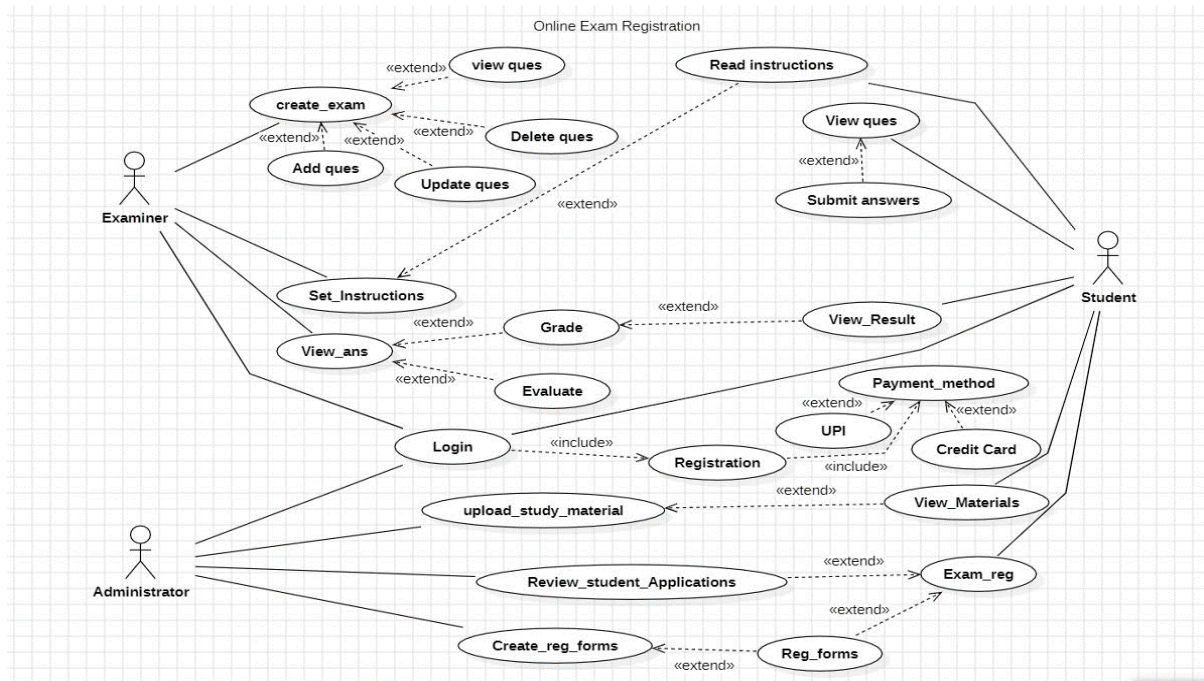 Online Exam Registration
view ques
Read instructions
«extend»
create_exam
View ques
«extend»
«extend»
«extend»
Delete ques
«extend»
Add ques
Update ques
Submit answers
«extend»
Examiner
Set_Instructions
Student
«extend»
View_Result
«extend»
Grade
View_ans
«extend»
Evaluate
Payment_method
«extend»
«extend»
UPI
Login
«include»
Credit Card
Registration
«include»
«extend»
View_Materials
upload_study_material
«extend»
Exam_reg
Review_student_Applications
Administrator
«extend»
Create_reg_forms
Reg_forms
«extend»